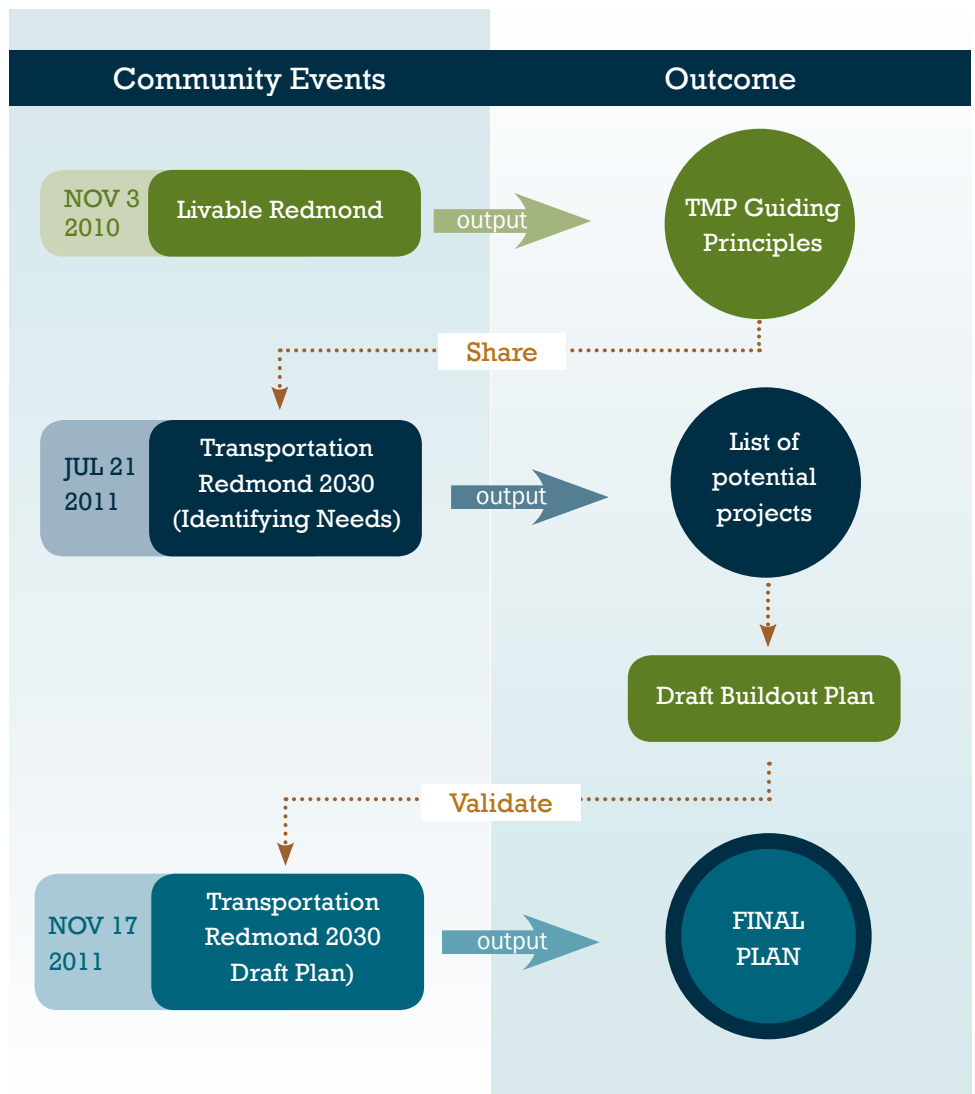 Community Events
Outcome
NOV 3
2010
Livable Redmond
output
TMP Guiding
Principles
Share
JUL 21
2011
Transportation
Redmond 2030
(Identifying Needs)
output
List of
potential
projects
Draft Buildout Plan
Validate
NOV 17
2011
Transportation
Redmond 2030
Draft Plan)
output
FINAL
PLAN